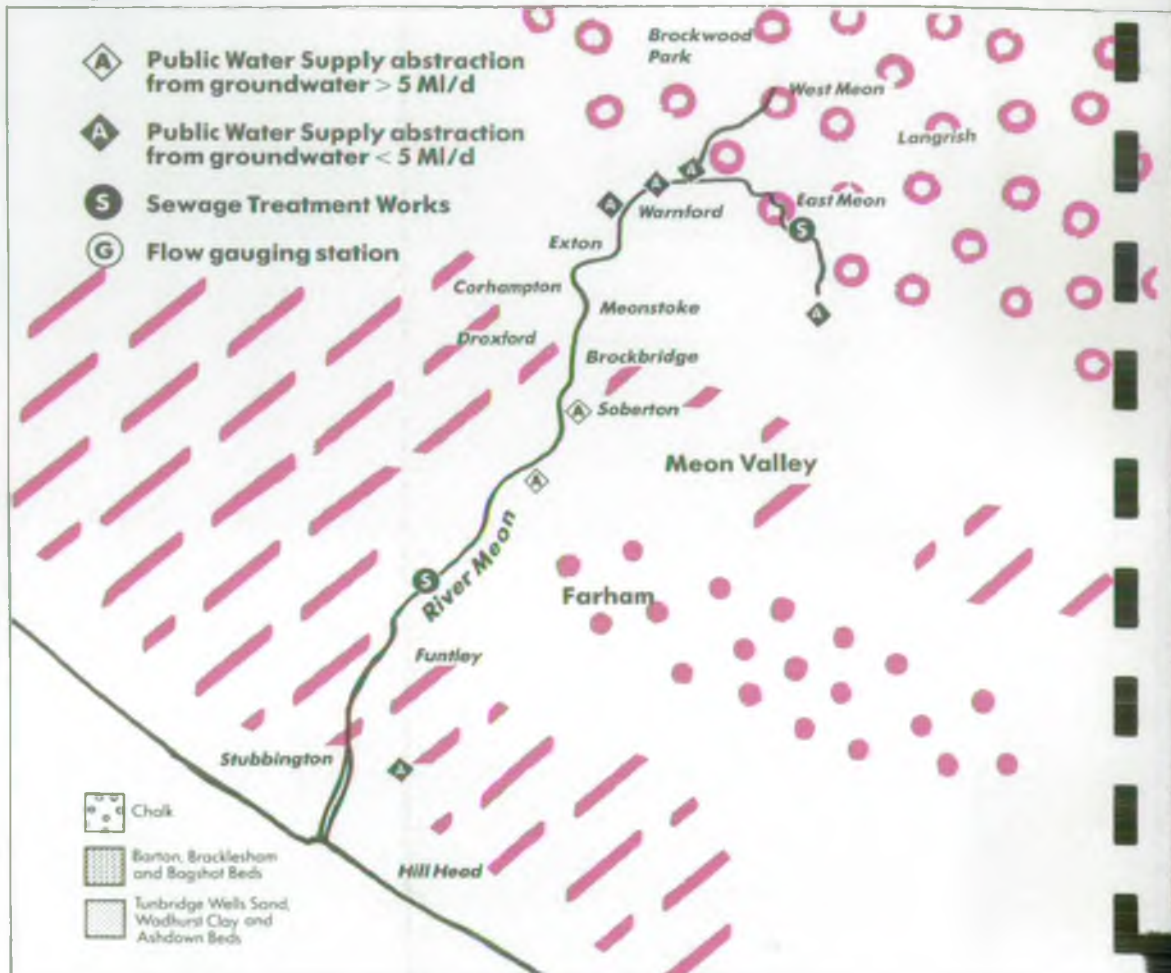 A Public Water Supply abstraction
from groundwater > 5 Ml/d
A Public Water Supply abstraction
from groundwater < 5 Ml/d
S Sewage Treatment Works
G Flow gauging station
Brockwood
Park
West Meon
Langrish
A
A
A
Warnford
East Meon
S
Exton
Corhampton
Meonstoke
A
Droxford
Brockbridge
A
Soberton
Meon Valley
A
River Meon
S
Farham
Funtley
Stubbington
A
Hill Head
Chalk
Barton, Bracklesham
and Bagshot Beds
Tunbridge Wells Sand,
Wadhurst Clay and
Ashdown Beds